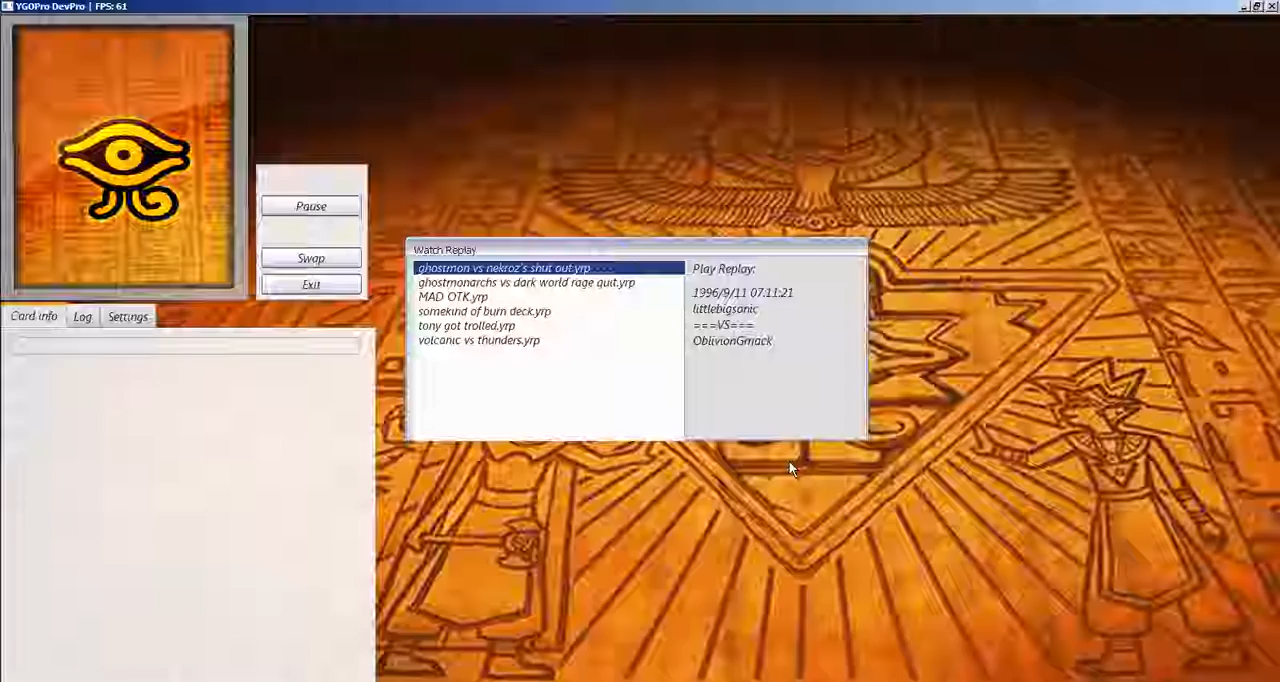 YGOPro DevPro | FPS: 61
Pause
Swap
Exit
Card info
Log
Settings
Watch Replay
ghostmon vs nekroz's shut out.yrp
ghostmonarchs vs dark world rage quit.yrp
MAD OTK.yrp
somekind of burn deck.yrp
tony got trolled.yrp
volcanic vs thunders.yrp
Play Replay:
1996/9/11 07:11:21
littlebigsonic
===VS===
OblivionGmack